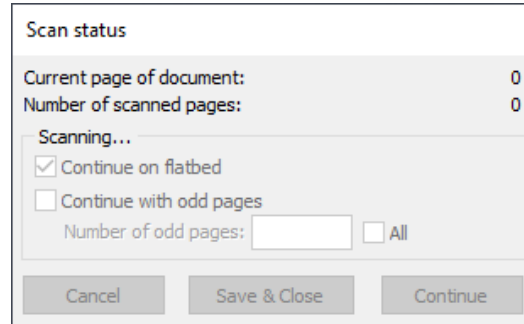 Scan status
Current page of document: 0
Number of scanned pages: 0
Scanning...
Continue on flatbed
Continue with odd pages
Number of odd pages: All
Cancel Save & Close Continue